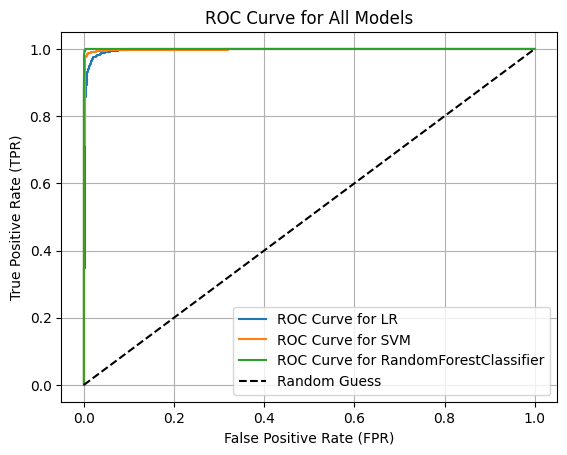 ROC Curve for All Models
True Positive Rate (TPR)
1.0
0.8
0.6
0.4
0.2
0.0
ROC Curve for LR
ROC Curve for SVM
ROC Curve for RandomForestClassifier
Random Guess
0.0 0.2 0.4 0.6 0.8 1.0
False Positive Rate (FPR)